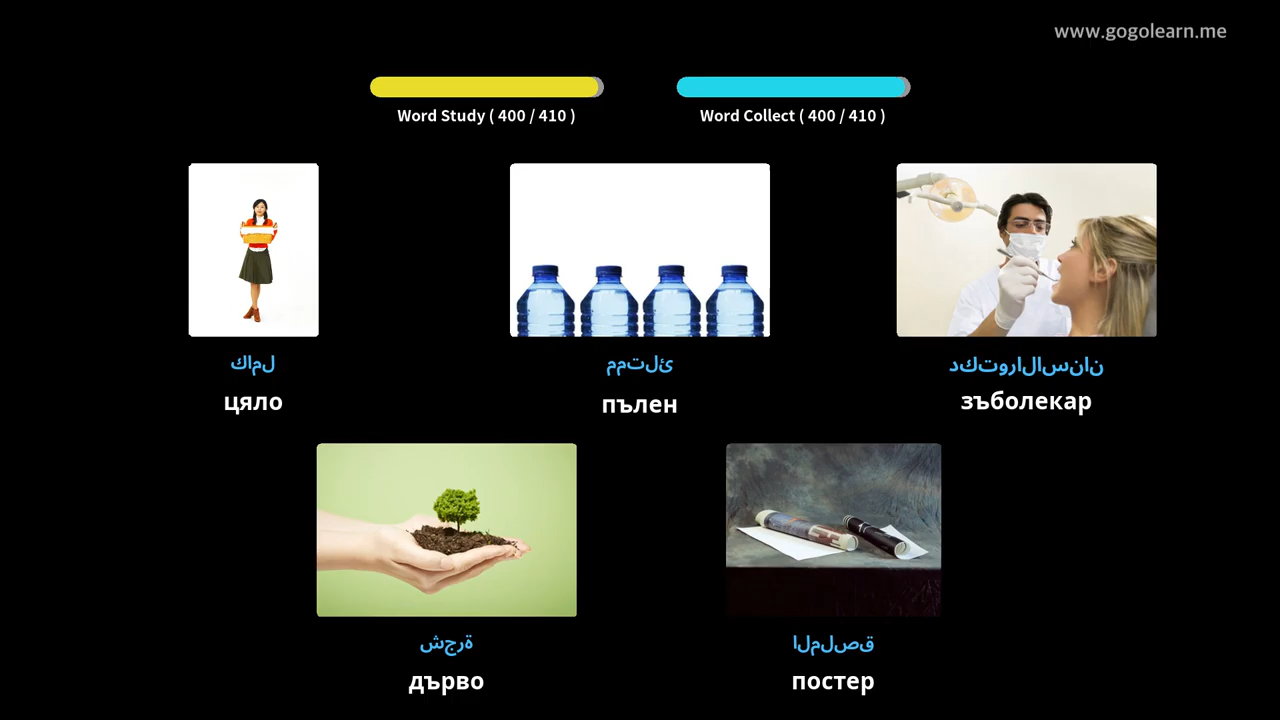 www.gogolearn.me
Word Study ( 400 / 410 )
Word Collect ( 400 / 410 )
كامل
ممتلئ
دكتورالاسنان
цяло
пълен
зъболекар
شجرة
الملصق
дърво
постер